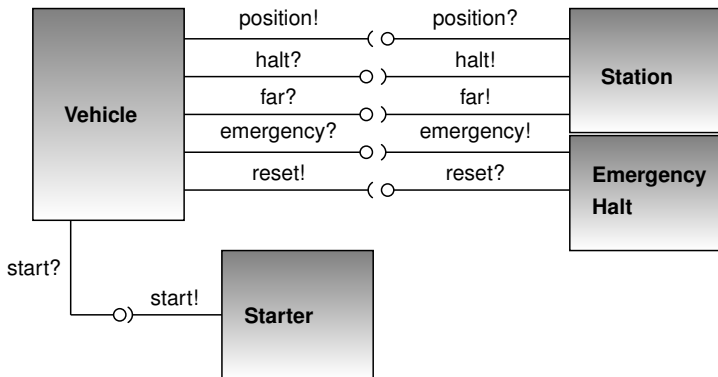 position! position?
halt? halt!
Station
far? far!
Vehicle
emergency? emergency!
reset! reset?
Emergency
Halt
start?
start!
Starter